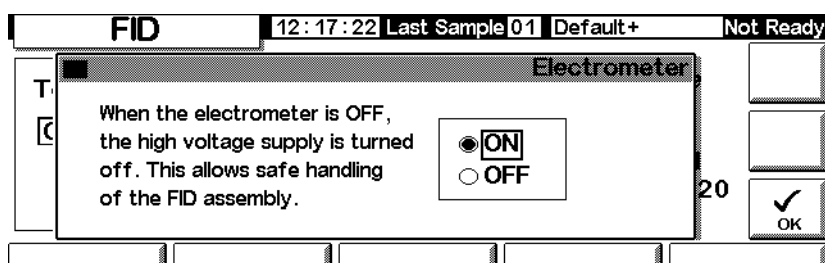 FID 12:17:22 Last Sample 01 Default+ Not Ready
Electrometer
When the electrometer is OFF,
the high voltage supply is turned
off. This allows safe handling
of the FID assembly.
ON
OFF
20
OK